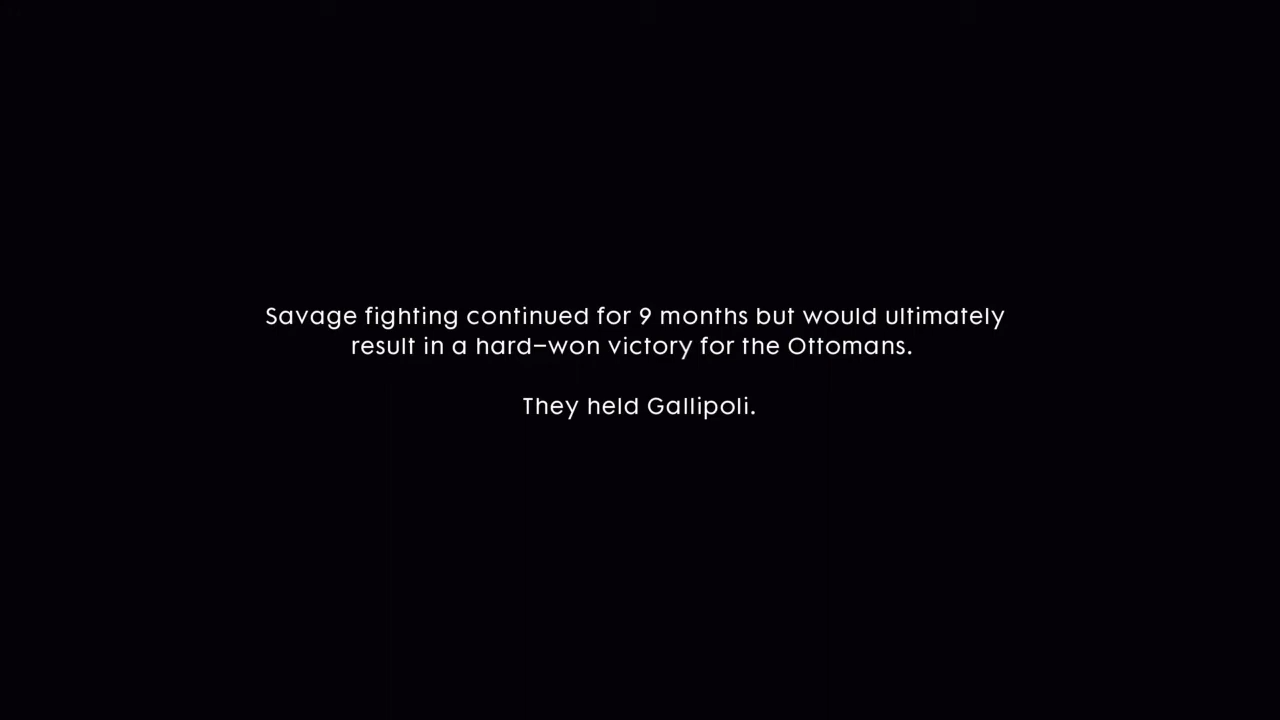 Savage fighting continued for 9 months but would ultimately
result in a hard-won victory for the Ottomans.
They held Gallipoli.